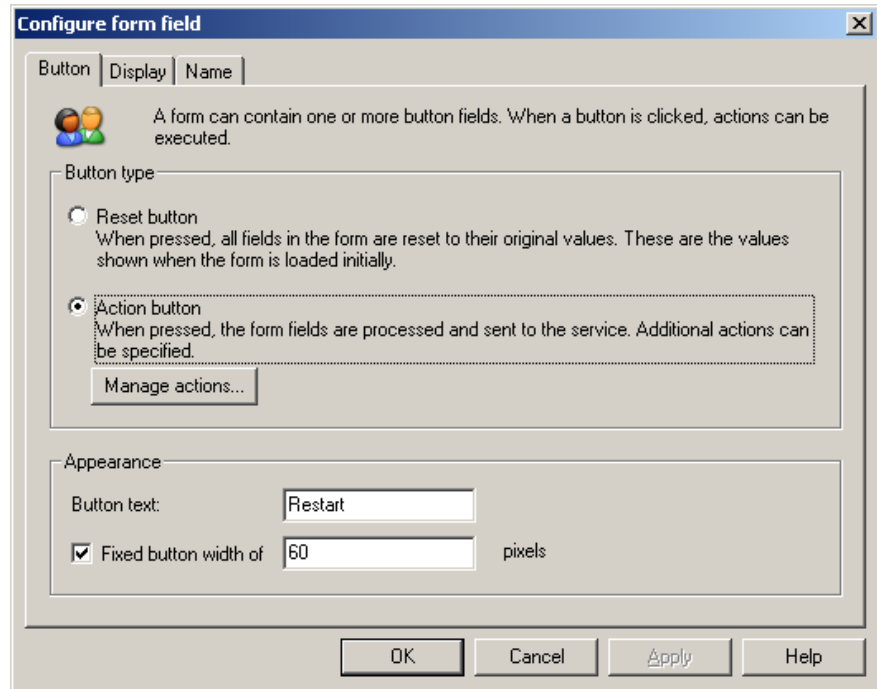 Configure form field
Button Display Name
A form can contain one or more button fields. When a button is clicked, actions can be
executed.
Button type
Reset button
When pressed, all fields in the form are reset to their original values. These are the values
shown when the form is loaded initially.
Action button
When pressed, the form fields are processed and sent to the service. Additional actions can
be specified.
Manage actions...
Appearance
Button text: Restart
Fixed button width of 60 pixels
OK Cancel Apply Help